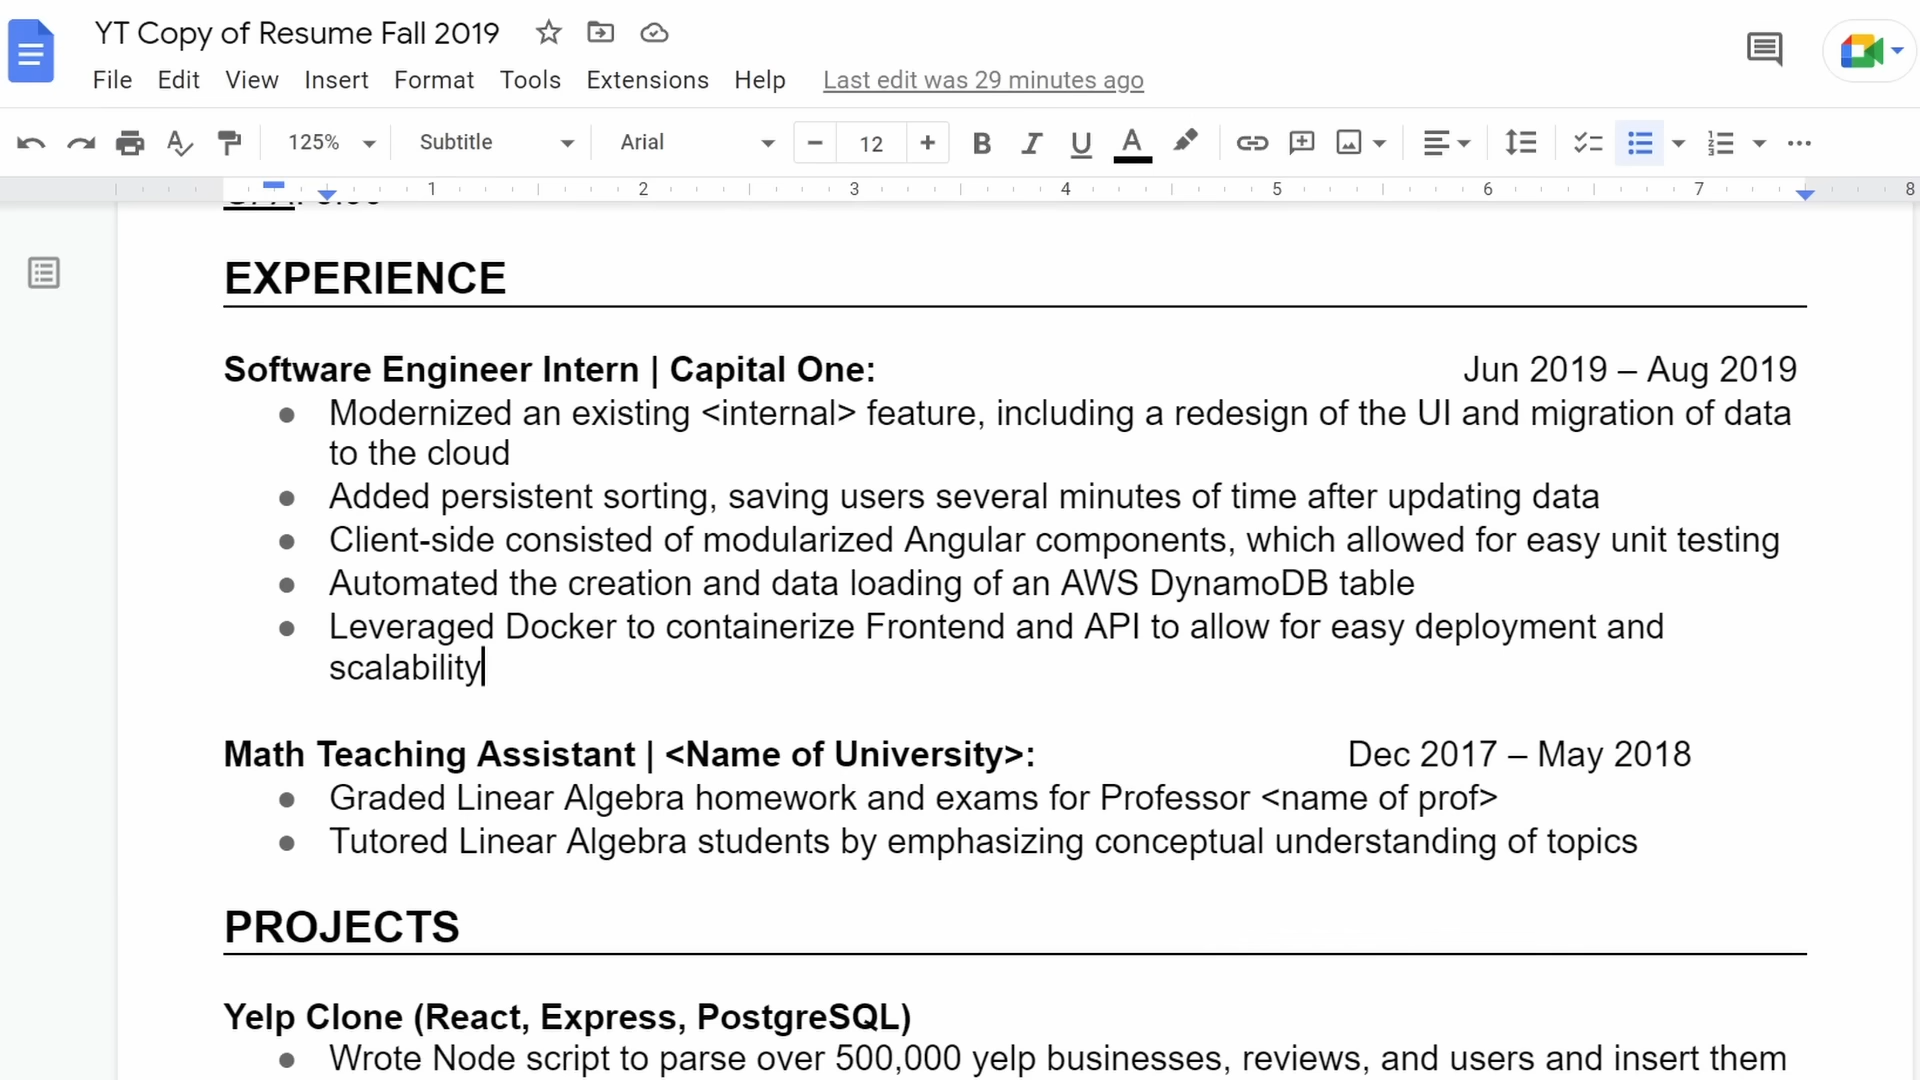 YT Copy of Resume Fall 2019
File Edit View Insert Format Tools Extensions Help Last edit was 29 minutes ago
125% Subtitle Arial 12
1 2 3 4 5 6 7 8
EXPERIENCE
Software Engineer Intern | Capital One: Jun 2019 – Aug 2019
● Modernized an existing <internal> feature, including a redesign of the UI and migration of data
to the cloud
● Added persistent sorting, saving users several minutes of time after updating data
● Client-side consisted of modularized Angular components, which allowed for easy unit testing
● Automated the creation and data loading of an AWS DynamoDB table
● Leveraged Docker to containerize Frontend and API to allow for easy deployment and
scalability
Math Teaching Assistant | <Name of University>: Dec 2017 – May 2018
● Graded Linear Algebra homework and exams for Professor <name of prof>
● Tutored Linear Algebra students by emphasizing conceptual understanding of topics
PROJECTS
Yelp Clone (React, Express, PostgreSQL)
● Wrote Node script to parse over 500,000 yelp businesses, reviews, and users and insert them